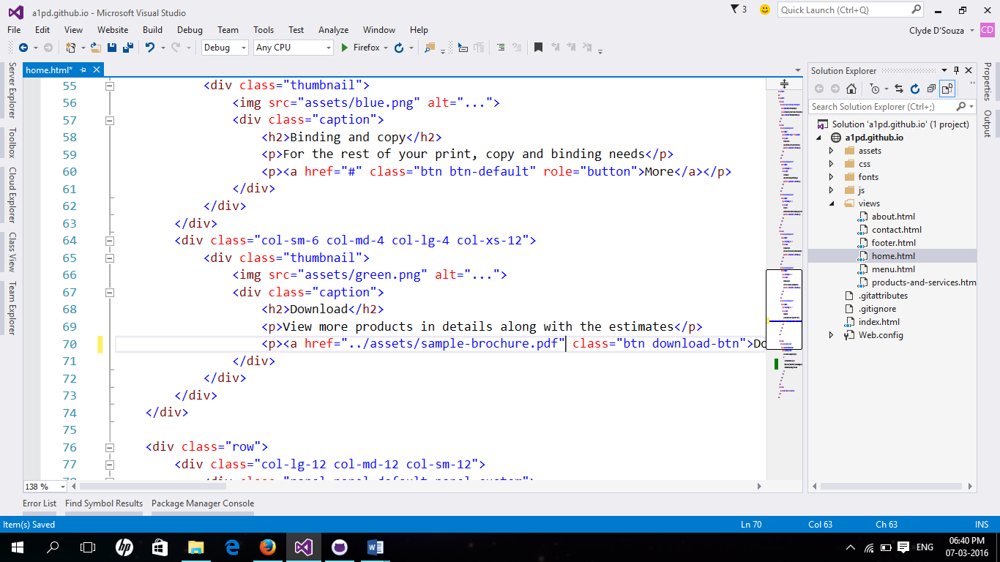 a1pd.github.io - Microsoft Visual Studio
3
Quick Launch (Ctrl+Q)
File Edit View Website Build Debug Team Tools Test Analyze Window Help
Clyde D'Souza CD
Debug Any CPU Firefox
Server Explorer
Toolbox
Cloud Explorer
Class View
Team Explorer
home.html*
55 <div class="thumbnail">
56 <img src="assets/blue.png" alt="...">
57 <div class="caption">
58 <h2>Binding and copy</h2>
59 <p>For the rest of your print, copy and binding needs</p>
60 <p><a href="#" class="btn btn-default" role="button">More</a></p>
61 </div>
62 </div>
63 </div>
64 <div class="col-sm-6 col-md-4 col-lg-4 col-xs-12">
65 <div class="thumbnail">
66 <img src="assets/green.png" alt="...">
67 <div class="caption">
68 <h2>Download</h2>
69 <p>View more products in details along with the estimates</p>
70 <p><a href="../assets/sample-brochure.pdf" class="btn download-btn">Do
71 </div>
72 </div>
73 </div>
74 </div>
75
76 <div class="row">
77 <div class="col-lg-12 col-md-12 col-sm-12">
138 %
Solution Explorer
Search Solution Explorer (Ctrl+;)
Solution 'a1pd.github.io' (1 project)
a1pd.github.io
assets
css
fonts
js
views
about.html
contact.html
footer.html
home.html
menu.html
products-and-services.htm
.gitattributes
.gitignore
index.html
Web.config
Properties
Output
Error List Find Symbol Results Package Manager Console
Item(s) Saved Ln 70 Col 63 Ch 63 INS
hp
ENG
06:40 PM
07-03-2016